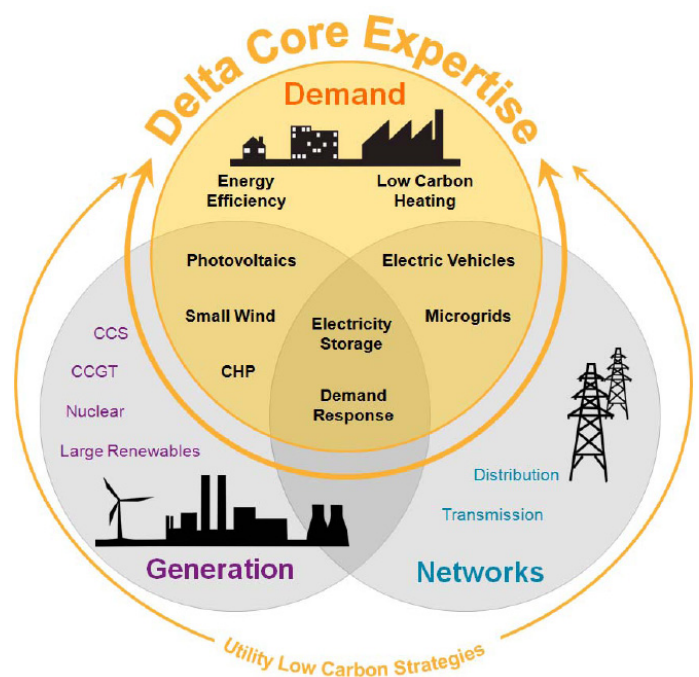 Delta Core Expertise
Demand
Energy
Efficiency
Low Carbon
Heating
Photovoltaics
Electric Vehicles
Small Wind
Electricity
Storage
Microgrids
CCS
CCGT
CHP
Demand
Response
Nuclear
Large Renewables
Distribution
Transmission
Generation
Networks
Utility Low Carbon Strategies